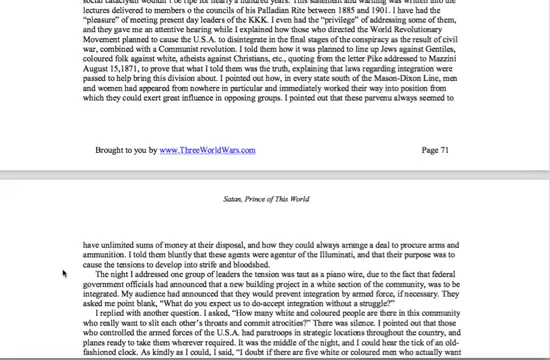 social cataclysm wouldn't be ripe for nearly a hundred years. This statement and warning was written into the
lectures delivered to members o the councils of his Palladian Rite between 1885 and 1901. I have had the
"pleasure" of meeting present day leaders of the KKK. I even had the "privilege" of addressing some of them,
and they gave me an attentive hearing while I explained how those who directed the World Revolutionary
Movement planned to cause the U.S.A. to disintegrate in the final stages of the conspiracy as the result of civil
war, combined with a Communist revolution. I told them how it was planned to line up Jews against Gentiles,
coloured folk against white, atheists against Christians, etc., quoting from the letter Pike addressed to Mazzini
August 15,1871, to prove that what I told them was the truth, explaining that laws regarding integration were
passed to help bring this division about. I pointed out how, in every state south of the Mason-Dixon Line, men
and women had appeared from nowhere in particular and immediately worked their way into position from
which they could exert great influence in opposing groups. I pointed out that these parvenu always seemed to
Brought to you by www.ThreeWorldWars.com Page 71
Satan, Prince of This World
have unlimited sums of money at their disposal, and how they could always arrange a deal to procure arms and
ammunition. I told them bluntly that these agents were agentur of the Illuminati, and that their purpose was to
cause the tensions to develop into strife and bloodshed.
The night I addressed one group of leaders the tension was taut as a piano wire, due to the fact that federal
government officials had announced that a new building project in a white section of the community, was to be
integrated. My audience had announced that they would prevent integration by armed force, if necessary. They
asked me point blank, "What do you expect us to do-accept integration without a struggle?"
I replied with another question. I asked, "How many white and coloured people are there in this community
who really want to slit each other's throats and commit atrocities?" There was silence. I pointed out that those
who controlled the armed forces of the U.S.A. had paratroops in strategic locations throughout the country, and
planes ready to take them wherever required. It was the middle of the night, and I could hear the tick of an old-
fashioned clock. As kindly as I could, I said, "I doubt if there are five white or coloured men who actually want